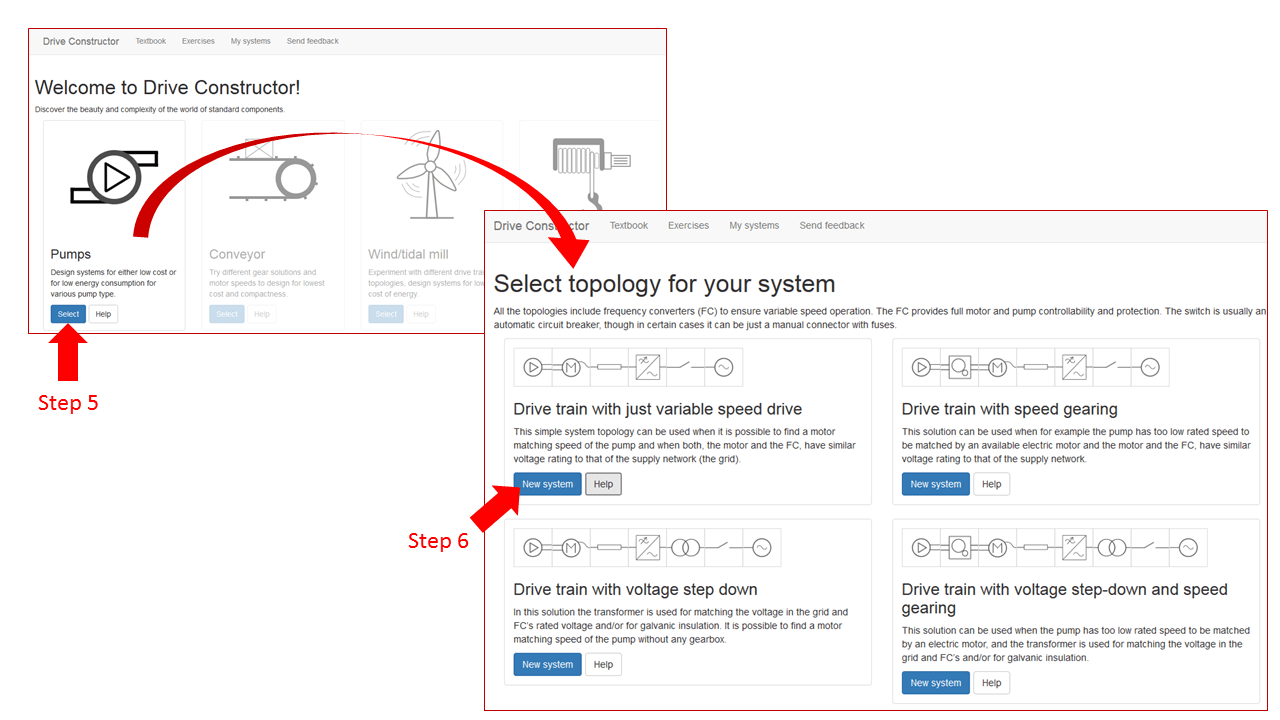 Drive Constructor Textbook Exercises My systems Send feedback
Welcome to Drive Constructor!
Discover the beauty and complexity of the world of standard components.
Pumps
Design systems for either low cost or
for low energy consumption for
various pump type.
Select Help
Conveyor
Try different gear solutions and
motor speeds to design for lowest
cost and compactness.
Select Help
Wind/tidal mill
Experiment with different drive
topologies, design systems for
cost of energy
Select Help
Step 5
Drive Constructor Textbook Exercises My systems Send feedback
Select topology for your system
All the topologies include frequency converters (FC) to ensure variable speed operation. The FC provides full motor and pump controllability and protection. The switch is usually an
automatic circuit breaker, though in certain cases it can be just a manual connector with fuses.
M
Drive train with just variable speed drive
This simple system topology can be used when it is possible to find a motor
matching speed of the pump and when both, the motor and the FC, have similar
voltage rating to that of the supply network (the grid).
New system Help
M
Drive train with speed gearing
This solution can be used when for example the pump has too low rated speed to
be matched by an available electric motor and the motor and the FC, have similar
voltage rating to that of the supply network.
New system Help
Step 6
M
Drive train with voltage step down
In this solution the transformer is used for matching the voltage in the grid and
FC's rated voltage and/or for galvanic insulation. It is possible to find a motor
matching speed of the pump without any gearbox.
New system Help
M
Drive train with voltage step-down and speed
gearing
This solution can be used when the pump has too low rated speed to be matched
by an electric motor, and the transformer is used for matching the voltage in the
grid and FC's and/or for galvanic insulation.
New system Help